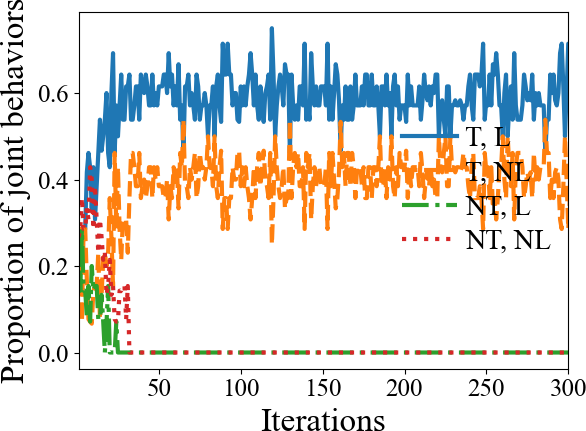 Proportion of joint behaviors
0.6
0.4
0.2
0.0
T, L
T, NL
NT, L
NT, NL
50 100 150 200 250 300
Iterations